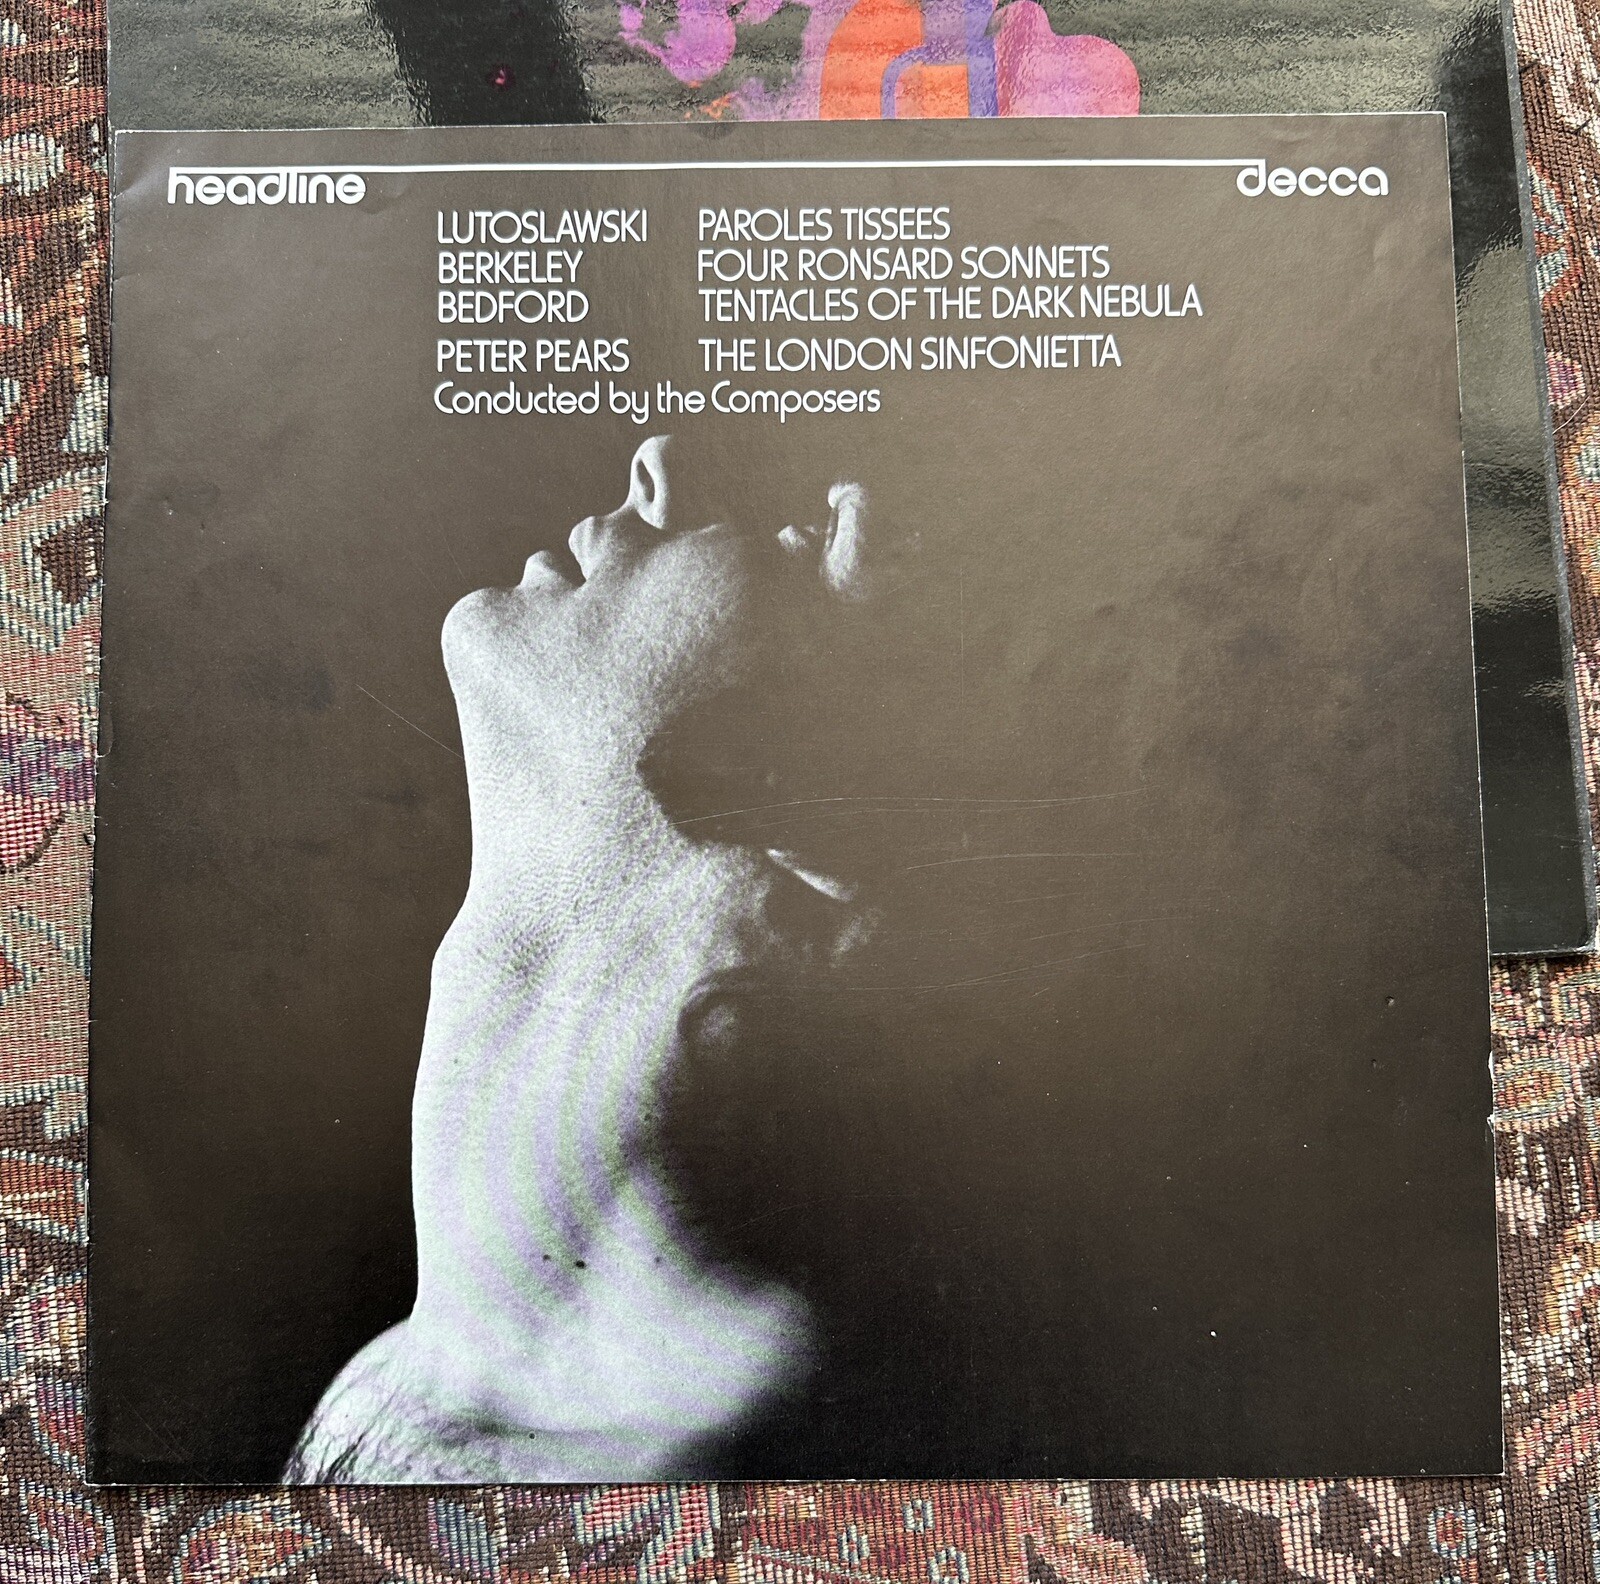 headline decca
LUTOSLAWSKI PAROLES TISSEES
BERKELEY FOUR RONSARD SONNETS
BEDFORD TENTACLES OF THE DARK NEBULA
PETER PEARS THE LONDON SINFONIETTA
Conducted by the Composers